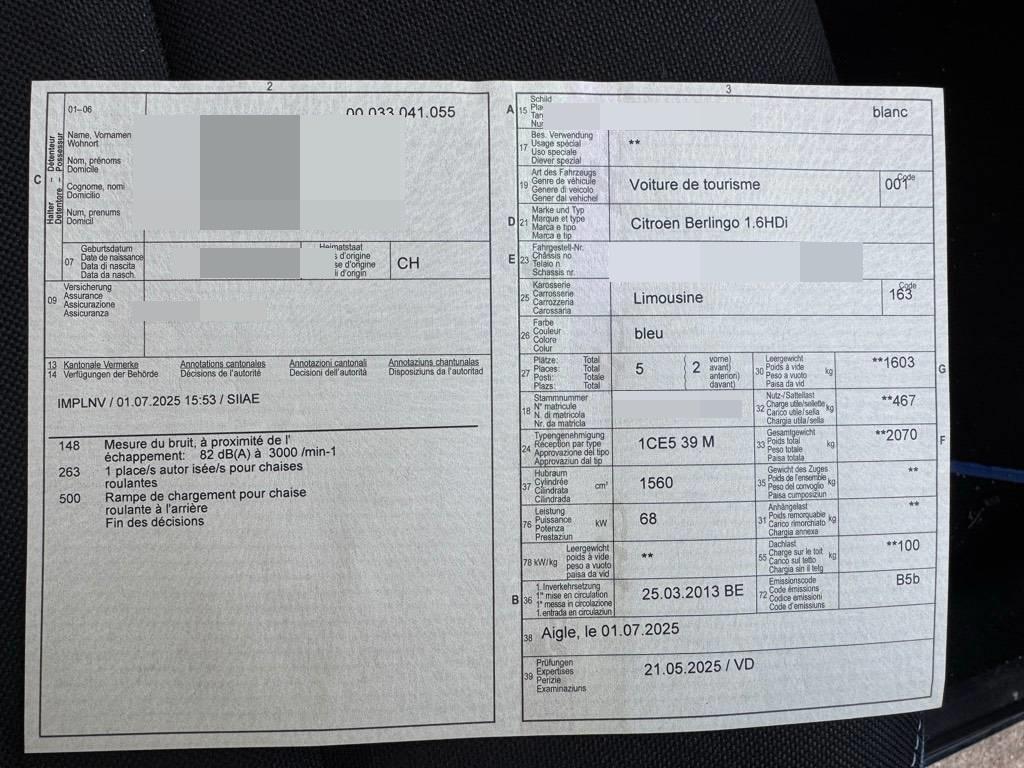 2
01-06
00.033.041.055
C
Halter – Détenteur
Detentore – Possessur
Name, Vornamen
Wohnort
Nom, prénoms
Domicile
Cognome, nomi
Domicilio
Num, prenums
Domicil
07
Geburtsdatum
Date de naissance
Data di nascita
Data da nasch.
Heimatstaat
s d'origine
se d'origine
li d'origin
CH
09
Versicherung
Assurance
Assicurazione
Assicuranza
13 Kantonale Vermerke Annotations cantonales Annotazioni cantonali Annotaziuns chantunalas
14 Verfügungen der Behörde Décisions de l'autorité Decisioni dell'autorità Disposiziuns da l'autoritad
IMPLNV / 01.07.2025 15:53 / SIIAE
148 Mesure du bruit, à proximité de l'
échappement: 82 dB(A) à 3000 /min-1
263 1 place/s autor isée/s pour chaises
roulantes
500 Rampe de chargement pour chaise
roulante à l'arrière
Fin des décisions
3
A 15
Schild
Pla
Tar
Nur
blanc
17
Bes. Verwendung
Usage spécial
Uso speciale
Diever spezial
**
19
Art des Fahrzeugs
Genre de véhicule
Genere di veicolo
Gener dal vehichel
Voiture de tourisme
Code
001
D 21
Marke und Typ
Marque et type
Marca e tipo
Marca e tip
Citroen Berlingo 1.6HDi
E 23
Fahrgestell-Nr.
Châssis no
Telaio n.
Schassis nr.
25
Karosserie
Carrosserie
Carrozzeria
Carossaria
Limousine
Code
163
26
Farbe
Couleur
Colore
Colur
bleu
27
Plätze: Total
Places: Total
Posti: Totale
Plazs: Total
5
2
vorne)
avant)
anteriori)
davant)
30
Leergewicht
Poids à vide
Peso a vuoto
Paisa da vid
kg
**1603
G
18
Stammnummer
N° matricule
N. di matricola
Nr. da matricla
32
Nutz-/Sattellast
Charge utile/sellette
Carico utile/sella
Chargia utila/sella
kg
**467
24
Typengenehmigung
Réception par type
Approvazione del tipo
Approvaziun dal tip
1CE5 39 M
33
Gesamtgewicht
Poids total
Peso totale
Paisa totala
kg
**2070
F
37
Hubraum
Cylindrée
Cilindrata
Cilindrada
cm³
1560
35
Gewicht des Zuges
Poids de l'ensemble
Peso del convoglio
Paisa cumposiziun
kg
**
76
Leistung
Puissance
Potenza
Prestaziun
kW
68
31
Anhängelast
Poids remorquable
Carico rimorchiato
Chargia annexa
kg
**
78 kW/kg
Leergewicht
poids à vide
peso a vuoto
paisa da vid
**
55
Dachlast
Charge sur le toit
Carico sul tetto
Chargia sin il tetg
kg
**100
B 36
1. Inverkehrsetzung
1re mise en circulation
1a messa in circolazione
1. entrada en circulaziun
25.03.2013 BE
72
Emissionscode
Code émissions
Codice emissioni
Code d'emissiuns
B5b
38 Aigle, le 01.07.2025
39
Prüfungen
Expertises
Perizie
Examinaziuns
21.05.2025 / VD